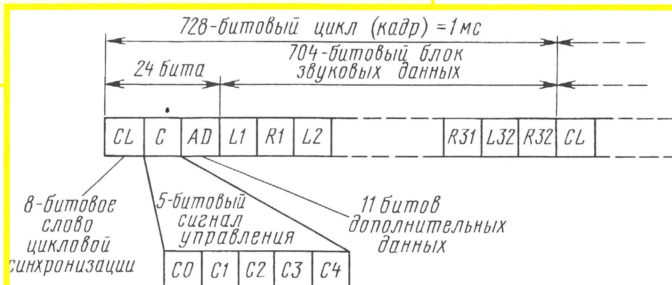 728-битовый цикл (кадр) = 1мс
704-битовый блок
звуковых данных
24 бита
CL C AD L1 R1 L2 R31 L32 R32 CL
8-битовое
слово
цикловой
синхронизации
5-битовый
сигнал
управления
11 битов
дополнительных
данных
C0 C1 C2 C3 C4